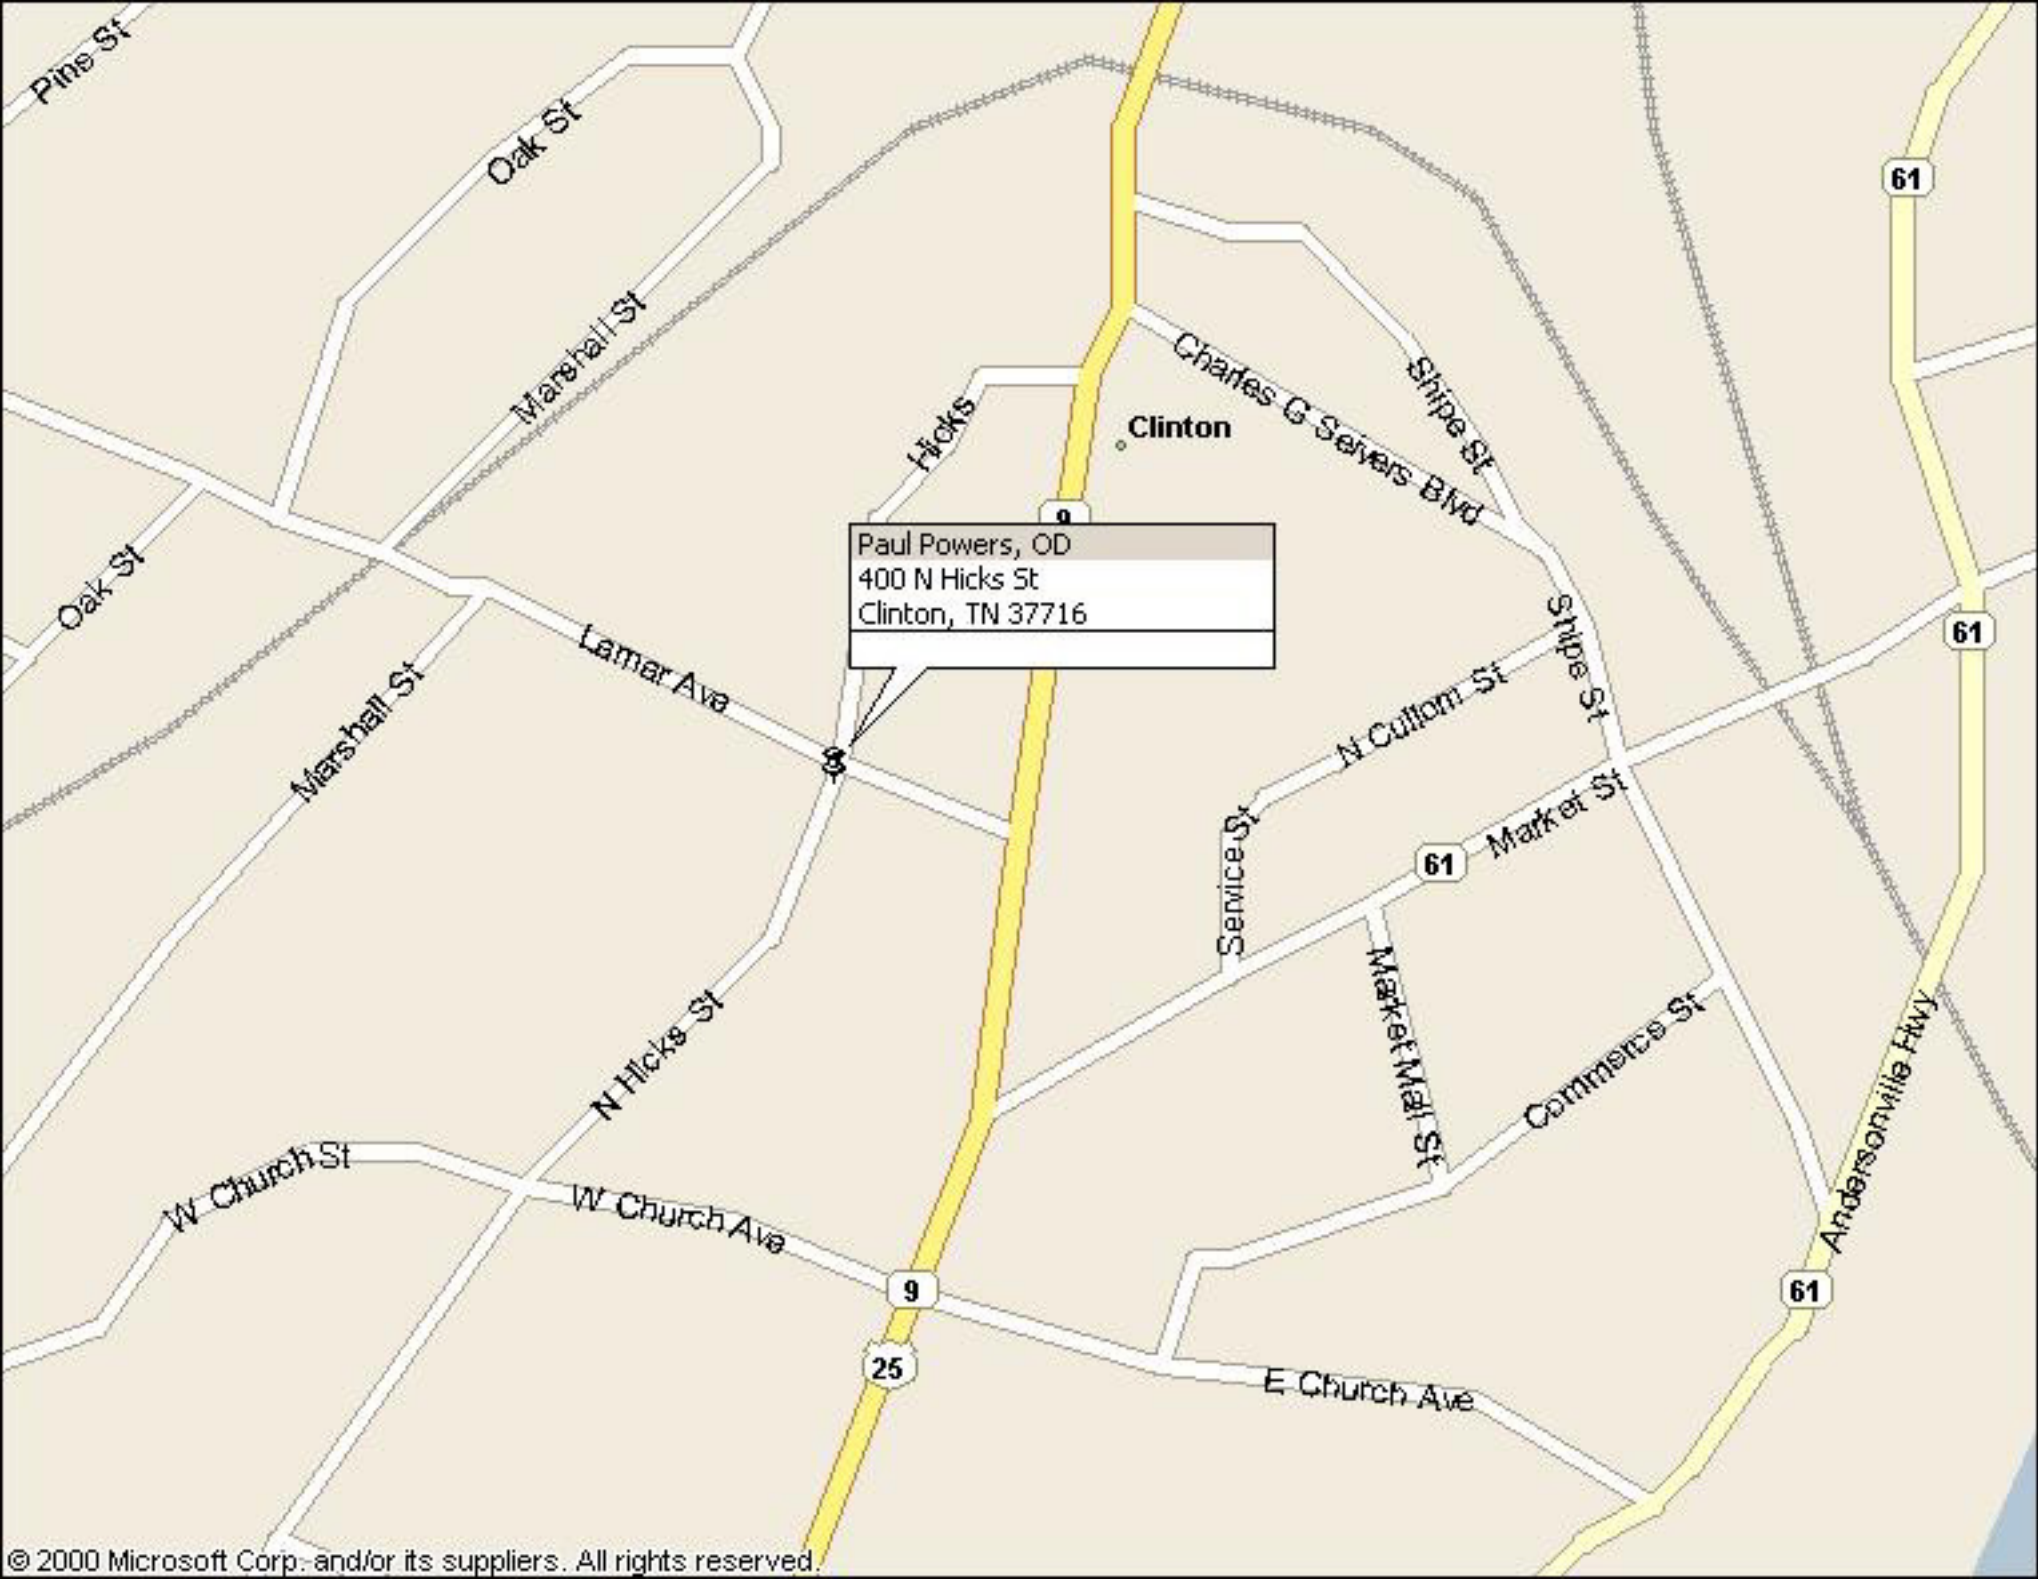 Pine St
Oak St
61
Marshall St
Charles G Seivers Blvd
Shipe St
Hicks
Clinton
9
Paul Powers, OD
400 N Hicks St
Clinton, TN 37716
Oak St
Lamar Ave
Shipe St
61
N Cullom St
Marshall St
Market St
61
Service St
Market Mall St
Commerce St
N Hicks St
Andersonville Hwy
W Church St
W Church Ave
9
61
25
E Church Ave
© 2000 Microsoft Corp. and/or its suppliers. All rights reserved.